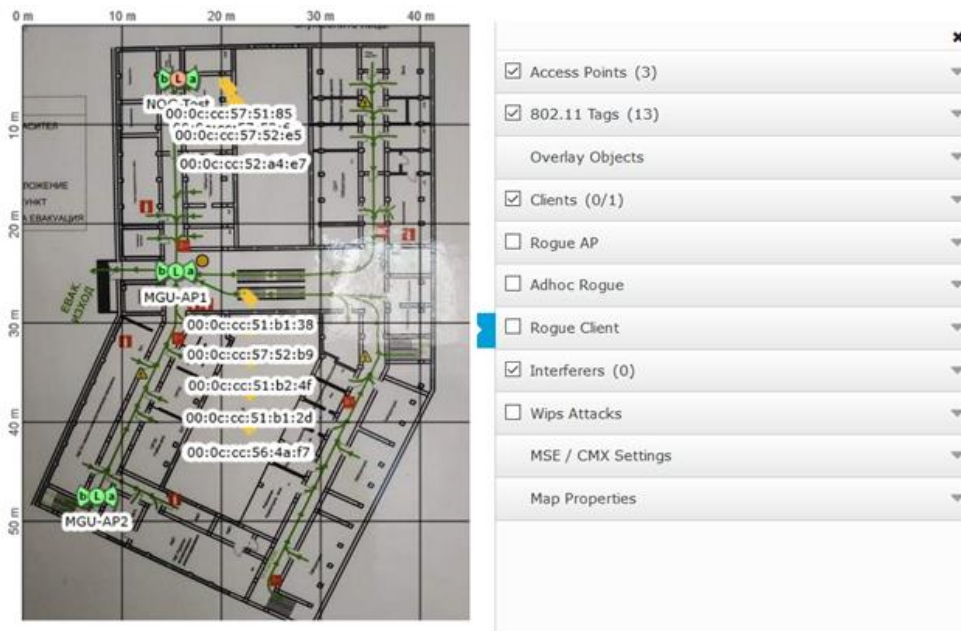 0 m 10 m 20 m 30 m 40 m
10 m
20 m
30 m
40 m
50 m
b L a
NOC-Test
00:0c:cc:57:51:85
00:0c:cc:57:52:e5
00:0c:cc:52:a4:e7
ЕВАК.
ИЗХОД
b L a
MGU-AP1
00:0c:cc:51:b1:38
00:0c:cc:57:52:b9
00:0c:cc:51:b2:4f
00:0c:cc:51:b1:2d
00:0c:cc:56:4a:f7
b L a
MGU-AP2
Access Points (3)
802.11 Tags (13)
Overlay Objects
Clients (0/1)
Rogue AP
Adhoc Rogue
Rogue Client
Interferers (0)
Wips Attacks
MSE / CMX Settings
Map Properties